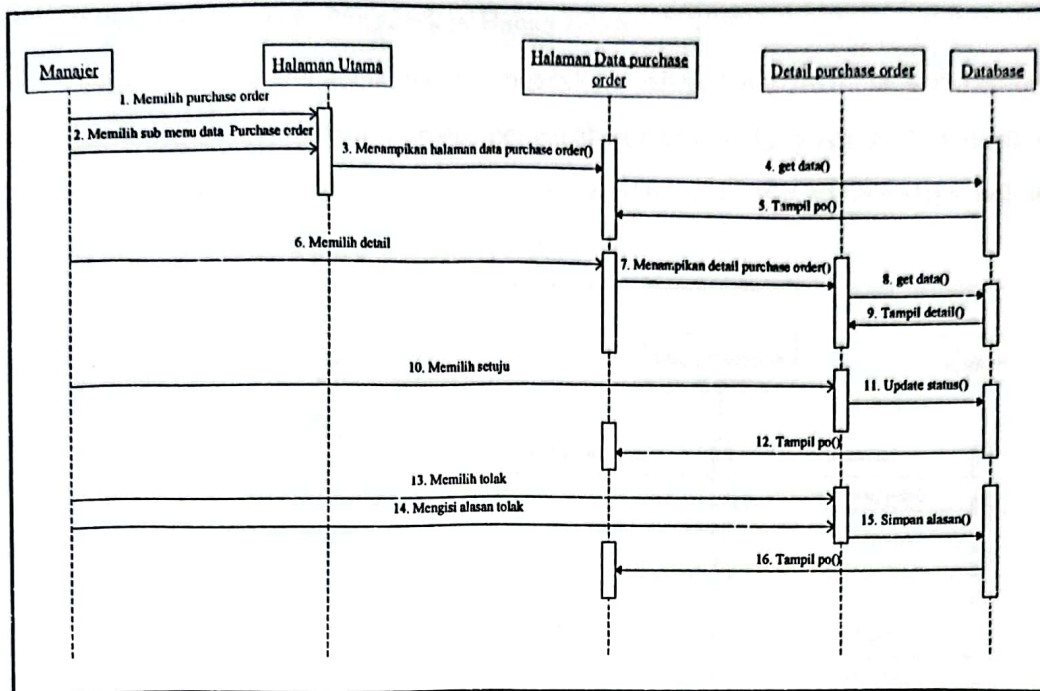 Manajer
Halaman Utama
Halaman Data purchase
order
Detail purchase order
Database
1. Memilih purchase order
2. Memilih sub menu data Purchase order
3. Menampikan halaman data purchase order()
4. get data()
5. Tampil po()
6. Memilih detail
7. Menampikan detail purchase order()
8. get data()
9. Tampil detail()
10. Memilih setuju
11. Update status()
12. Tampil po()
13. Memilih tolak
14. Mengisi alasan tolak
15. Simpan alasan()
16. Tampil po()